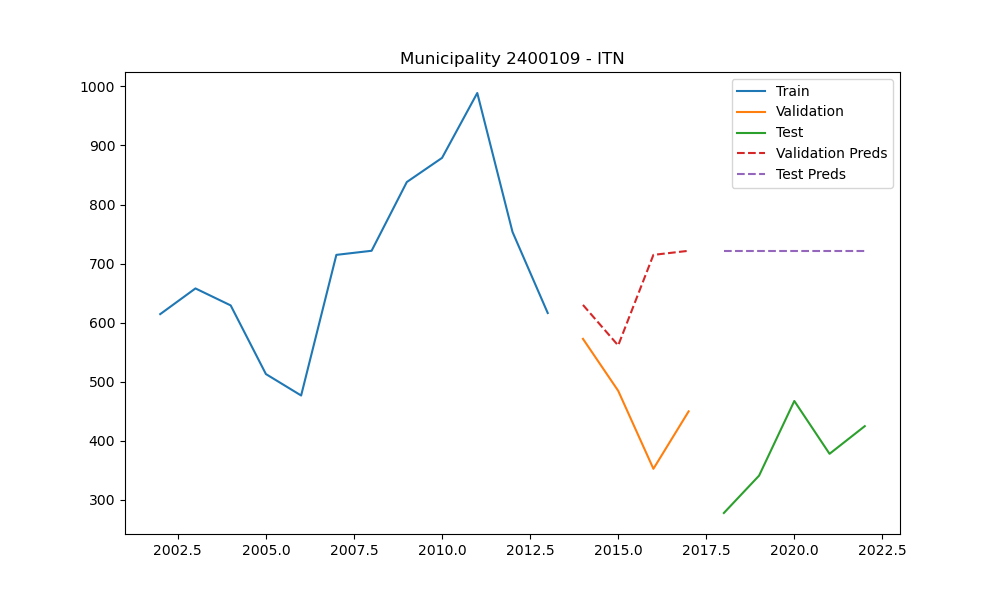 Municipality 2400109 - ITN
1000
900
800
700
600
500
400
300
2002.5 2005.0 2007.5 2010.0 2012.5 2015.0 2017.5 2020.0 2022.5
Train
Validation
Test
Validation Preds
Test Preds